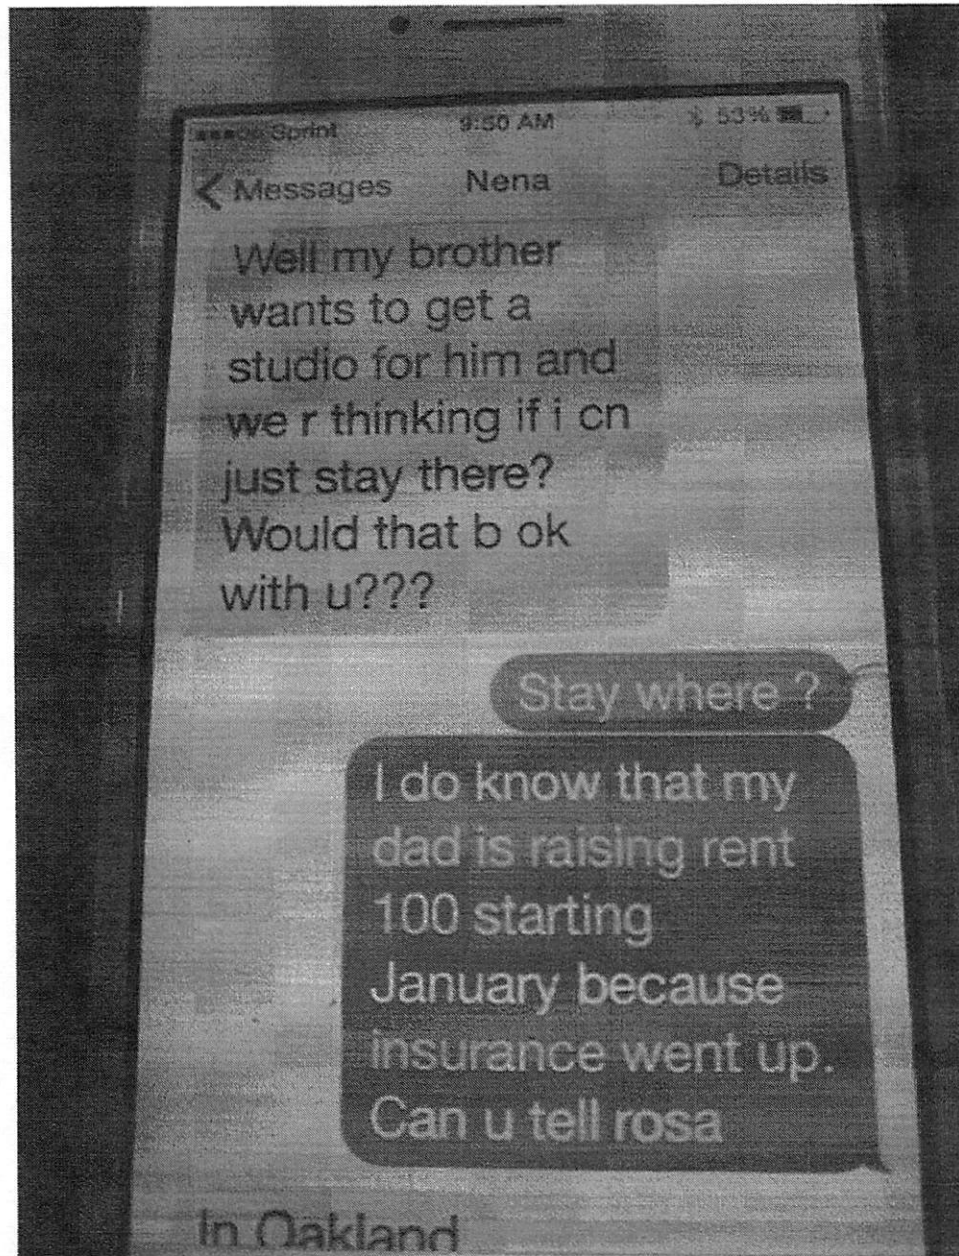 Sprint 9:50 AM 53%
Messages Nena Details
Well my brother
wants to get a
studio for him and
we r thinking if i cn
just stay there?
Would that b ok
with u???
Stay where ?
I do know that my
dad is raising rent
100 starting
January because
insurance went up.
Can u tell rosa
In Oakland